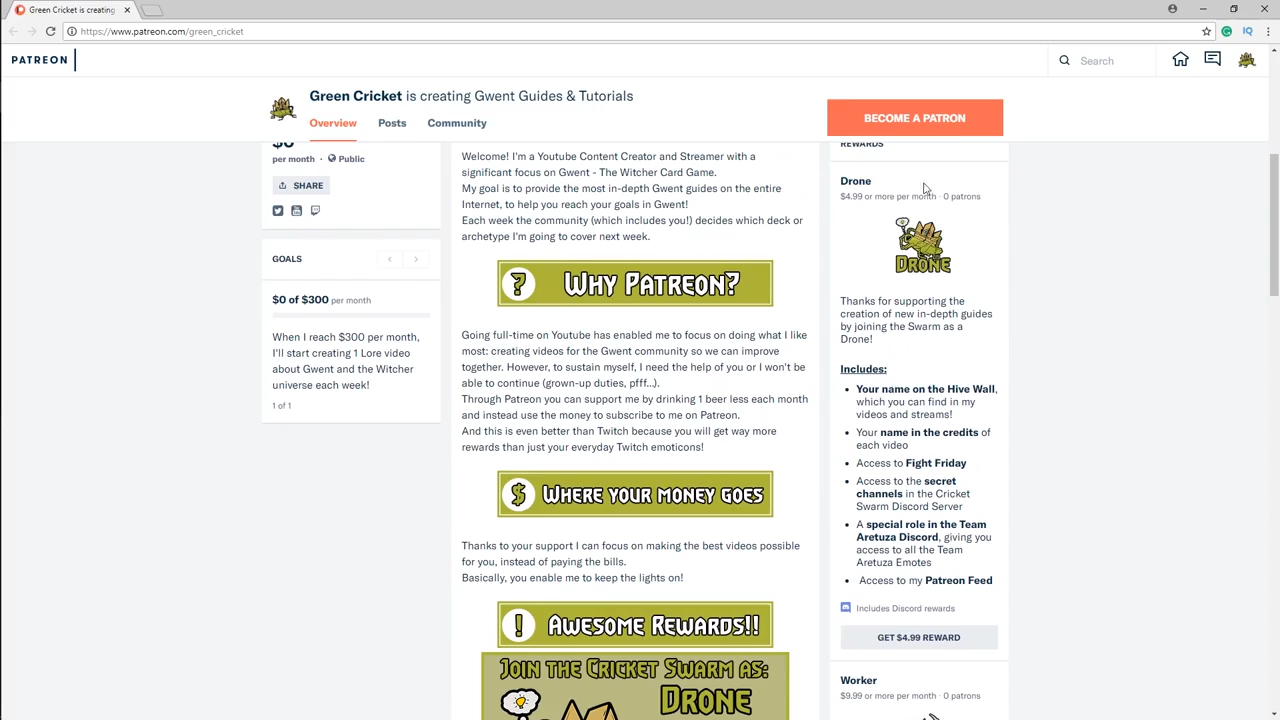 Green Cricket is creating
https://www.patreon.com/green_cricket
PATREON
Search
Green Cricket is creating Gwent Guides & Tutorials
Overview Posts Community
BECOME A PATRON
$0
per month · Public
SHARE
GOALS
$0 of $300 per month
When I reach $300 per month,
I'll start creating 1 Lore video
about Gwent and the Witcher
universe each week!
1 of 1
Welcome! I'm a Youtube Content Creator and Streamer with a
significant focus on Gwent - The Witcher Card Game.
My goal is to provide the most in-depth Gwent guides on the entire
Internet, to help you reach your goals in Gwent!
Each week the community (which includes you!) decides which deck or
archetype I'm going to cover next week.
? WHY PATREON?
Going full-time on Youtube has enabled me to focus on doing what I like
most: creating videos for the Gwent community so we can improve
together. However, to sustain myself, I need the help of you or I won't be
able to continue (grown-up duties, pfff...).
Through Patreon you can support me by drinking 1 beer less each month
and instead use the money to subscribe to me on Patreon.
And this is even better than Twitch because you will get way more
rewards than just your everyday Twitch emoticons!
$ WHERE YOUR MONEY GOES
Thanks to your support I can focus on making the best videos possible
for you, instead of paying the bills.
Basically, you enable me to keep the lights on!
! AWESOME REWARDS!!
JOIN THE CRICKET SWARM AS:
DRONE
REWARDS
Drone
$4.99 or more per month · 0 patrons
DRONE
Thanks for supporting the
creation of new in-depth guides
by joining the Swarm as a
Drone!
Includes:
• Your name on the Hive Wall,
which you can find in my
videos and streams!
• Your name in the credits of
each video
• Access to Fight Friday
• Access to the secret
channels in the Cricket
Swarm Discord Server
• A special role in the Team
Aretuza Discord, giving you
access to all the Team
Aretuza Emotes
• Access to my Patreon Feed
Includes Discord rewards
GET $4.99 REWARD
Worker
$9.99 or more per month · 0 patrons